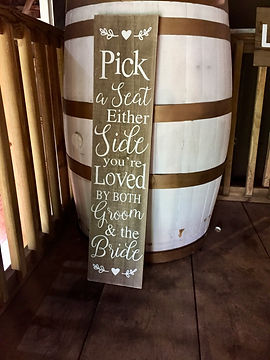 Pick
a Seat
Either
Side
you're
Loved
BY BOTH
Groom
& the
Bride
L